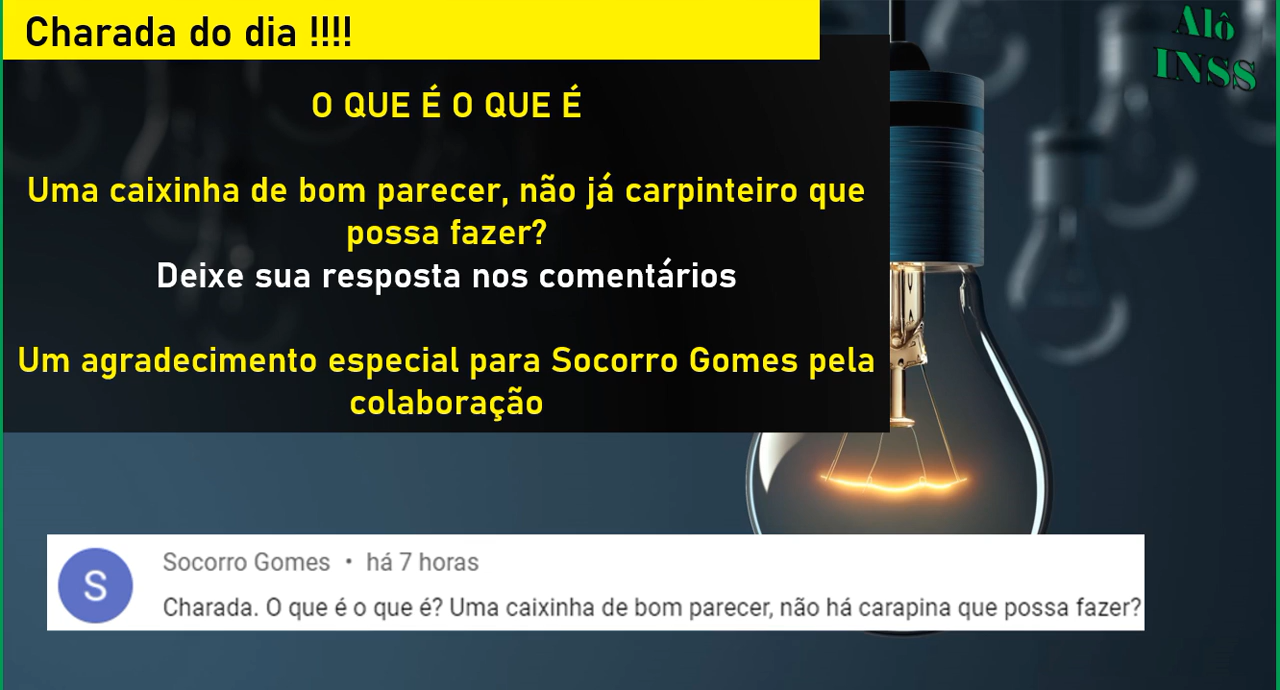 Charada do dia !!!!
Alô
INSS
O QUE É O QUE É
Uma caixinha de bom parecer, não já carpinteiro que
possa fazer?
Deixe sua resposta nos comentários
Um agradecimento especial para Socorro Gomes pela
colaboração
S
Socorro Gomes • há 7 horas
Charada. O que é o que é? Uma caixinha de bom parecer, não há carapina que possa fazer?